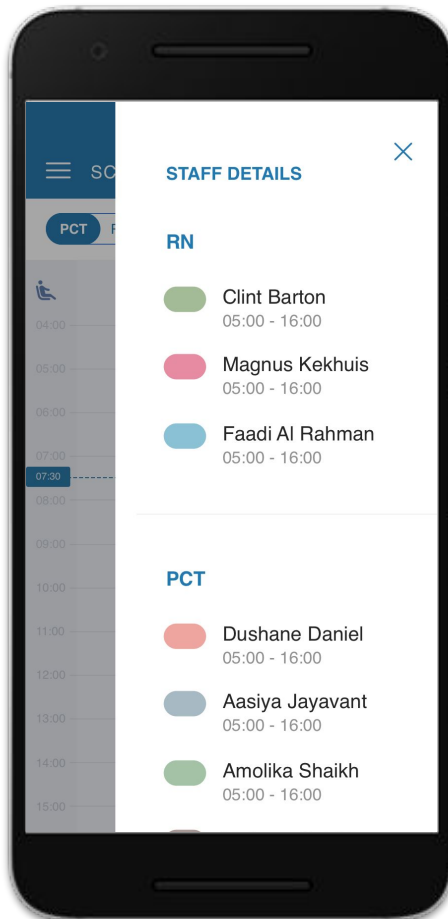 SC
STAFF DETAILS
PCT
RN
Clint Barton
05:00 - 16:00
Magnus Kekhuis
05:00 - 16:00
Faadi Al Rahman
05:00 - 16:00
PCT
Dushane Daniel
05:00 - 16:00
Aasiya Jayavant
05:00 - 16:00
Amolika Shaikh
05:00 - 16:00
04:00
05:00
06:00
07:00
07:30
08:00
09:00
10:00
11:00
12:00
13:00
14:00
15:00